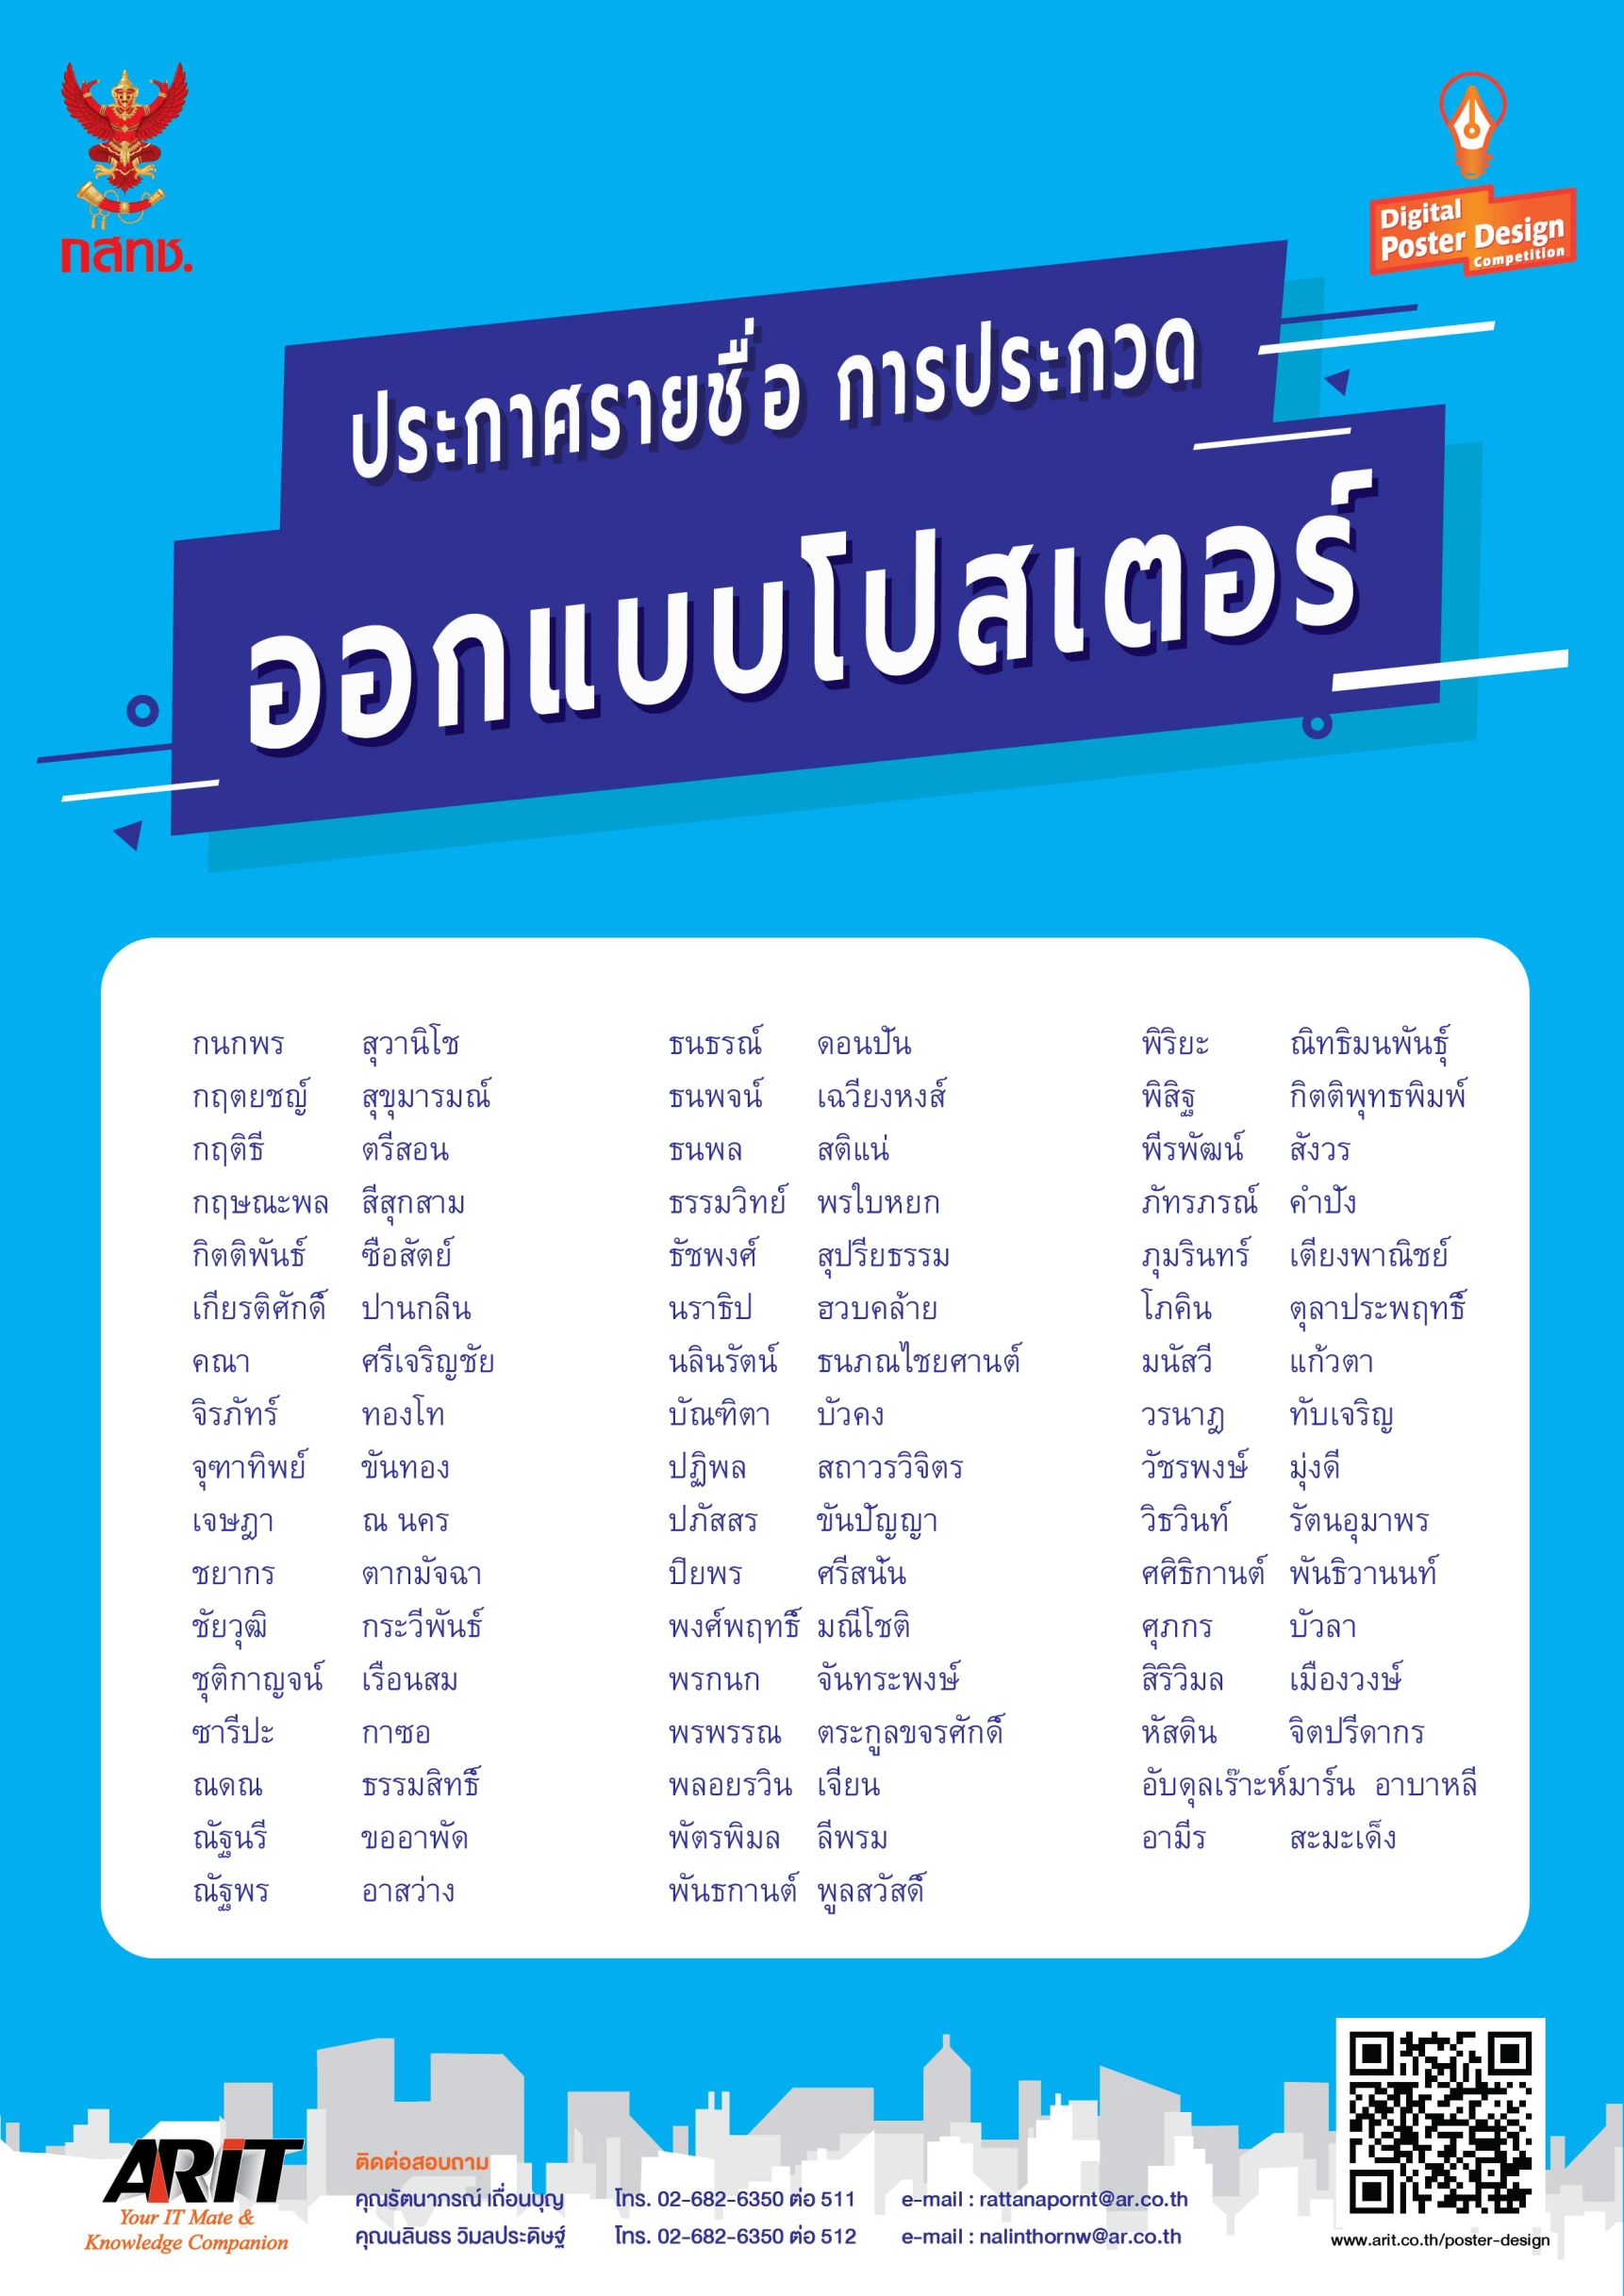 กสทช.
Digital
Poster Design
Competition
ประกาศรายชื่อ การประกวด
ออกแบบโปสเตอร์
กนกพร สุวานิโช
กฤตยชญ์ สุขุมารมณ์
กฤติธี ตรีสอน
กฤษณะพล สีสุกสาม
กิตติพันธ์ ซือสัตย์
เกียรติศักดิ์ ปานกลีน
คณา ศรีเจริญชัย
จิรภัทร์ ทองโท
จุฑาทิพย์ ขันทอง
เจษฎา ณ นคร
ชยากร ตากมัจฉา
ชัยวุฒิ กระวีพันธ์
ชุติกาญจน์ เรือนสม
ซารีปะ กาซอ
ณดณ ธรรมสิทธิ์
ณัฐนรี ขออาพัด
ณัฐพร อาสว่าง
ธนธรณ์ ดอนปัน
ธนพจน์ เฉวียงหงส์
ธนพล สติแน่
ธรรมวิทย์ พรใบหยก
ธัชพงศ์ สุปรียธรรม
นราธิป ฮวบคล้าย
นลินรัตน์ ธนภณไชยศานต์
บัณฑิตา บัวคง
ปฏิพล สถาวรวิจิตร
ปภัสสร ขันปัญญา
ปิยพร ศรีสนัน
พงศ์พฤทธิ์ มณีโชติ
พรกนก จันทระพงษ์
พรพรรณ ตระกูลขจรศักดิ์
พลอยรวิน เจียน
พัตรพิมล ลีพรม
พันธกานต์ พูลสวัสดิ์
พิริยะ ณิทธิมนพันธุ์
พิสิฐ กิตติพุทธพิมพ์
พีรพัฒน์ สังวร
ภัทรภรณ์ คำปัง
ภุมรินทร์ เตียงพาณิชย์
โภคิน ตุลาประพฤทธิ์
มนัสวี แก้วตา
วรนาฎ ทับเจริญ
วัชรพงษ์ มุ่งดี
วิธวินท์ รัตนอุมาพร
ศศิธิกานต์ พันธิวานนท์
ศุภกร บัวลา
สิริวิมล เมืองวงษ์
หัสดิน จิตปรีดากร
อับดุลเร๊าะห์มาร์น อาบาหลี
อามีร สะมะเด็ง
ARiT
Your IT Mate &
Knowledge Companion
ติดต่อสอบถาม
คุณรัตนาภรณ์ เถื่อนบุญ โทร. 02-682-6350 ต่อ 511 e-mail : rattanapornt@ar.co.th
คุณนลินธร วิมลประดิษฐ์ โทร. 02-682-6350 ต่อ 512 e-mail : nalinthornw@ar.co.th
www.arit.co.th/poster-design